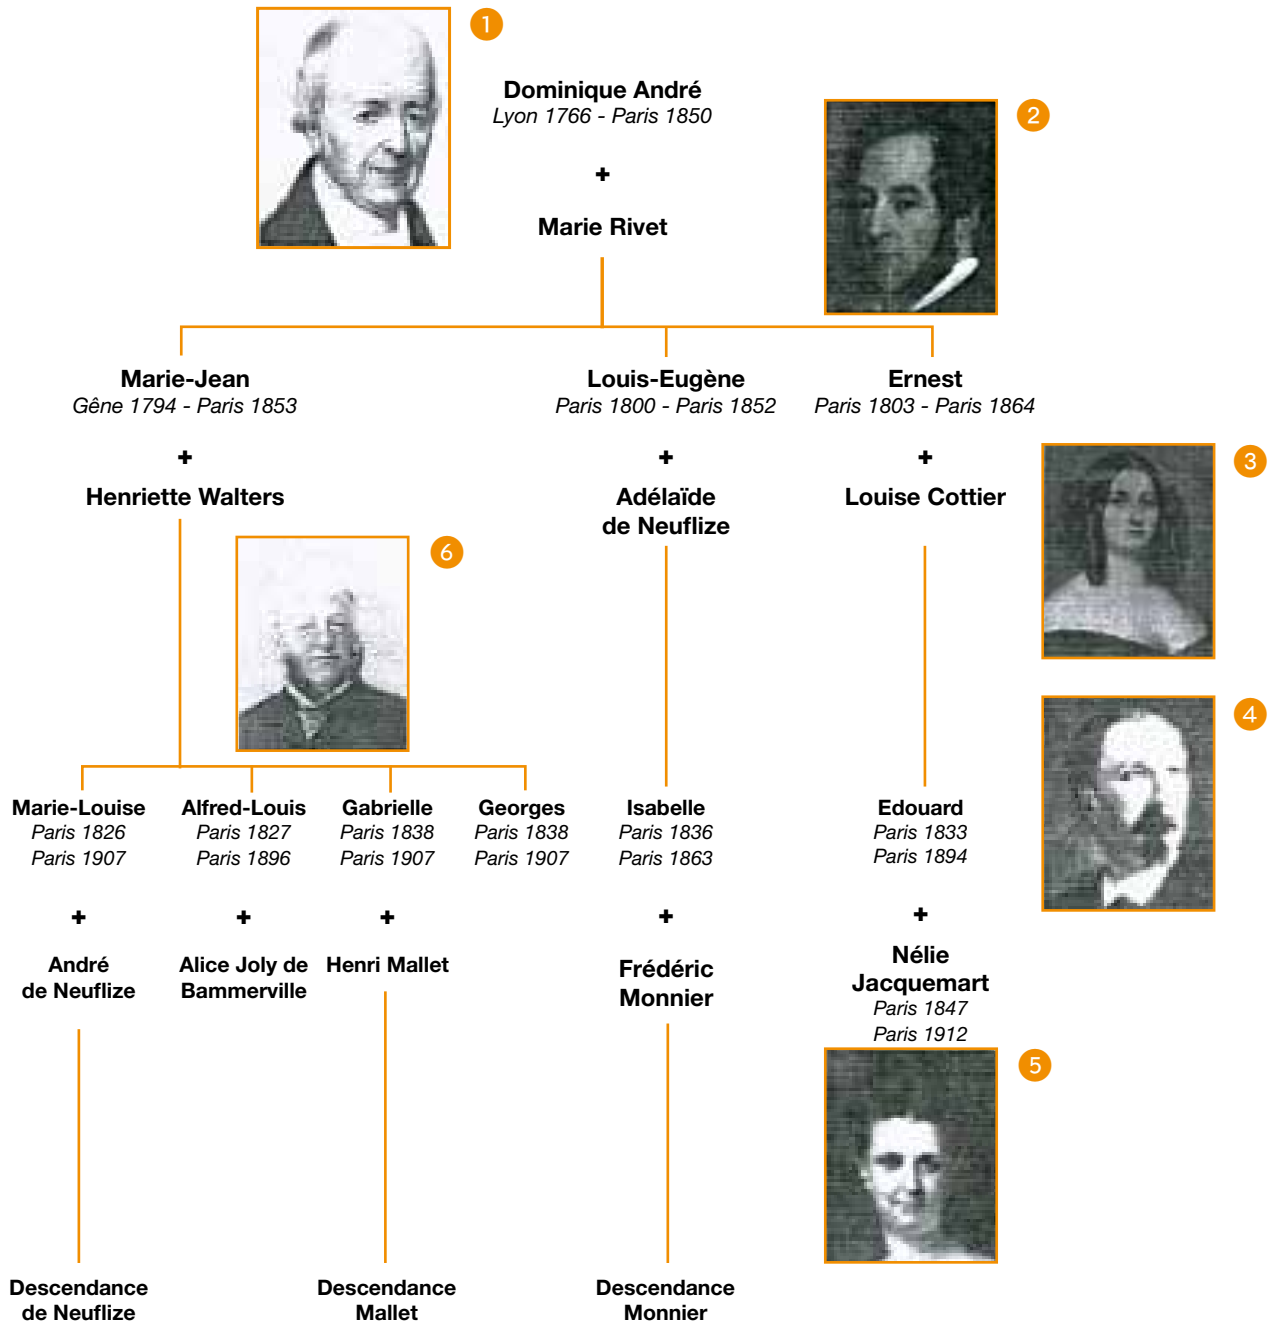 1
Dominique André
Lyon 1766 - Paris 1850
2
+
Marie Rivet
Marie-Jean
Gêne 1794 - Paris 1853
Louis-Eugène
Paris 1800 - Paris 1852
Ernest
Paris 1803 - Paris 1864
+
+
+
3
Henriette Walters
Adélaïde
de Neuflize
Louise Cottier
6
4
Marie-Louise
Paris 1826
Paris 1907
Alfred-Louis
Paris 1827
Paris 1896
Gabrielle
Paris 1838
Paris 1907
Georges
Paris 1838
Paris 1907
Isabelle
Paris 1836
Paris 1863
Edouard
Paris 1833
Paris 1894
+
+
+
+
+
André
de Neuflize
Alice Joly de
Bammerville
Henri Mallet
Frédéric
Monnier
Nélie
Jacquemart
Paris 1847
Paris 1912
5
Descendance
de Neuflize
Descendance
Mallet
Descendance
Monnier